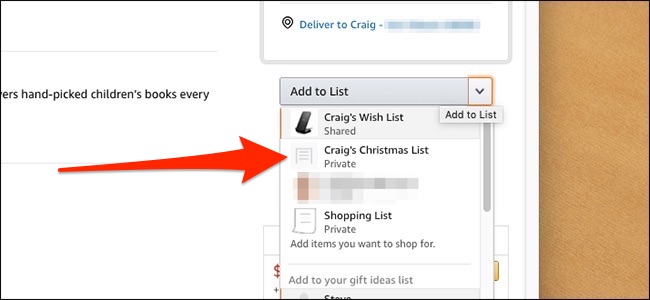 Deliver to Craig -
vers hand-picked children's books every
Add to List
Add to List
Craig's Wish List
Shared
Craig's Christmas List
Private
Shopping List
Private
Add items you want to shop for.
Add to your gift ideas list
Steve
$
+